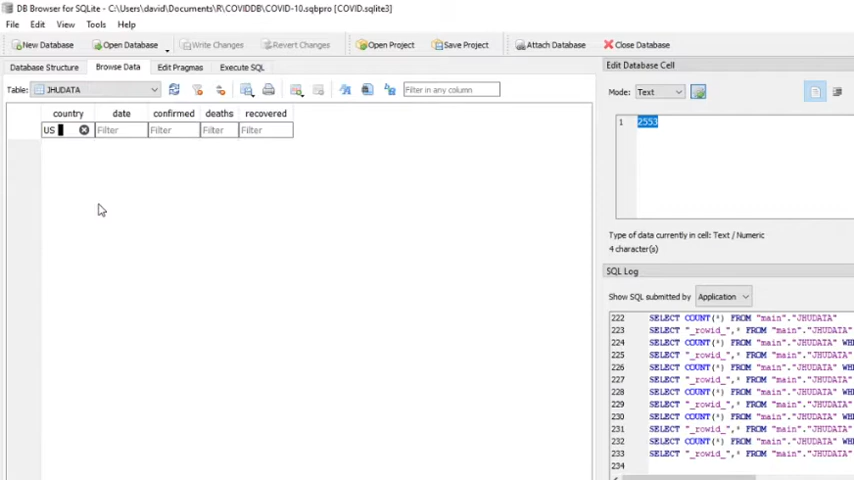 DB Browser for SQLite - C:\Users\david\Documents\R\COVIDDB\COVID-10.sqbpro [COVID.sqlite3]
File Edit View Tools Help
New Database Open Database Write Changes Revert Changes Open Project Save Project Attach Database Close Database
Database Structure Browse Data Edit Pragmas Execute SQL
Edit Database Cell
Table: JHUDATA Filter in any column
Mode: Text
country date confirmed deaths recovered
US Filter Filter Filter Filter
1 2553
Type of data currently in cell: Text / Numeric
4 character(s)
SQL Log
Show SQL submitted by Application
222 SELECT COUNT(*) FROM "main"."JHUDATA"
223 SELECT "_rowid_",* FROM "main"."JHUDATA"
224 SELECT COUNT(*) FROM "main"."JHUDATA" WHE
225 SELECT "_rowid_",* FROM "main"."JHUDATA"
226 SELECT COUNT(*) FROM "main"."JHUDATA" WHE
227 SELECT "_rowid_",* FROM "main"."JHUDATA"
228 SELECT COUNT(*) FROM "main"."JHUDATA" WHE
229 SELECT "_rowid_",* FROM "main"."JHUDATA"
230 SELECT COUNT(*) FROM "main"."JHUDATA" WHE
231 SELECT "_rowid_",* FROM "main"."JHUDATA"
232 SELECT COUNT(*) FROM "main"."JHUDATA" WHE
233 SELECT "_rowid_",* FROM "main"."JHUDATA"
234